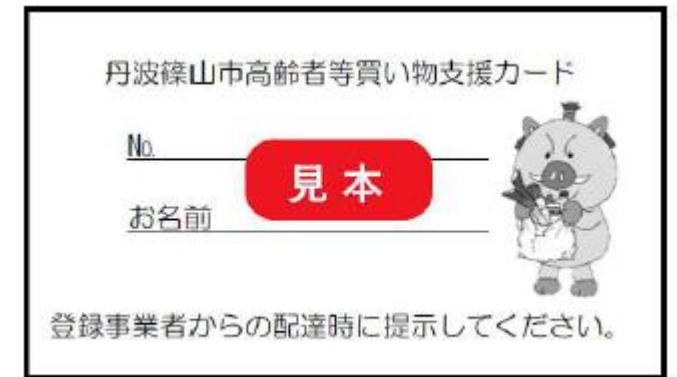 丹波篠山市高齢者等買い物支援カード
No.
見本
お名前
登録事業者からの配達時に提示してください。